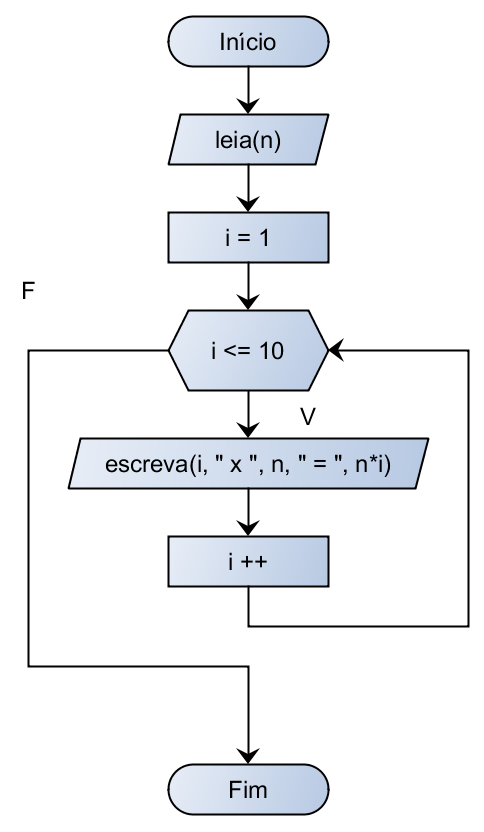 Início
leia(n)
i = 1
F
i <= 10
V
escreva(i, " x ", n, " = ", n*i)
i ++
Fim